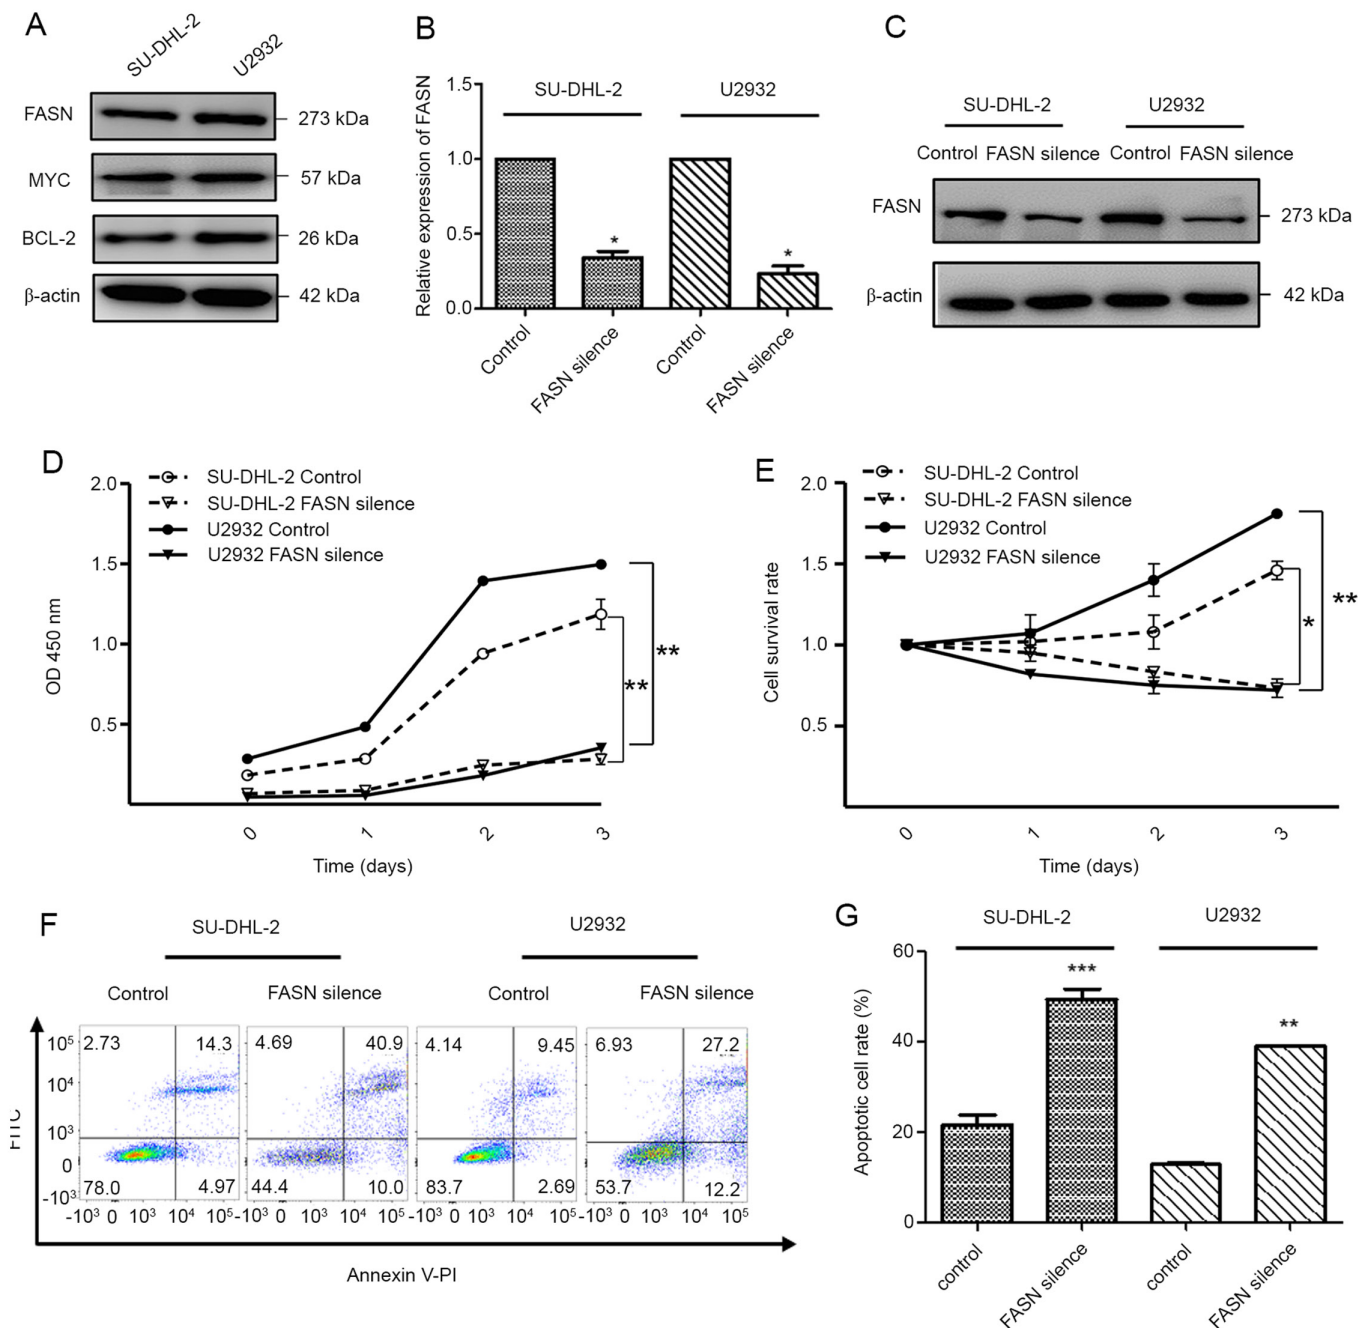 A
SU-DHL-2
U2932
FASN
273 kDa
MYC
57 kDa
BCL-2
26 kDa
β-actin
42 kDa
B
Relative expression of FASN
1.5
1.0
0.5
0.0
SU-DHL-2
U2932
*
*
Control
FASN silence
Control
FASN silence
C
SU-DHL-2
U2932
Control FASN silence
Control FASN silence
FASN
273 kDa
β-actin
42 kDa
D
SU-DHL-2 Control
SU-DHL-2 FASN silence
U2932 Control
U2932 FASN silence
OD 450 nm
2.0
1.5
1.0
0.5
**
**
0
1
2
3
Time (days)
E
SU-DHL-2 Control
SU-DHL-2 FASN silence
U2932 Control
U2932 FASN silence
Cell survival rate
2.0
1.5
1.0
0.5
*
**
0
1
2
3
Time (days)
F
SU-DHL-2
U2932
Control
FASN silence
Control
FASN silence
FITC
10⁵
10⁴
10³
0
-10³
2.73
14.3
78.0
4.97
4.69
40.9
44.4
10.0
4.14
9.45
83.7
2.69
6.93
27.2
53.7
12.2
-10³ 0 10³ 10⁴ 10⁵
-10³ 0 10³ 10⁴ 10⁵
-10³ 0 10³ 10⁴ 10⁵
-10³ 0 10³ 10⁴ 10⁵
Annexin V-PI
G
SU-DHL-2
U2932
Apoptotic cell rate (%)
60
40
20
0
***
**
control
FASN silence
control
FASN silence